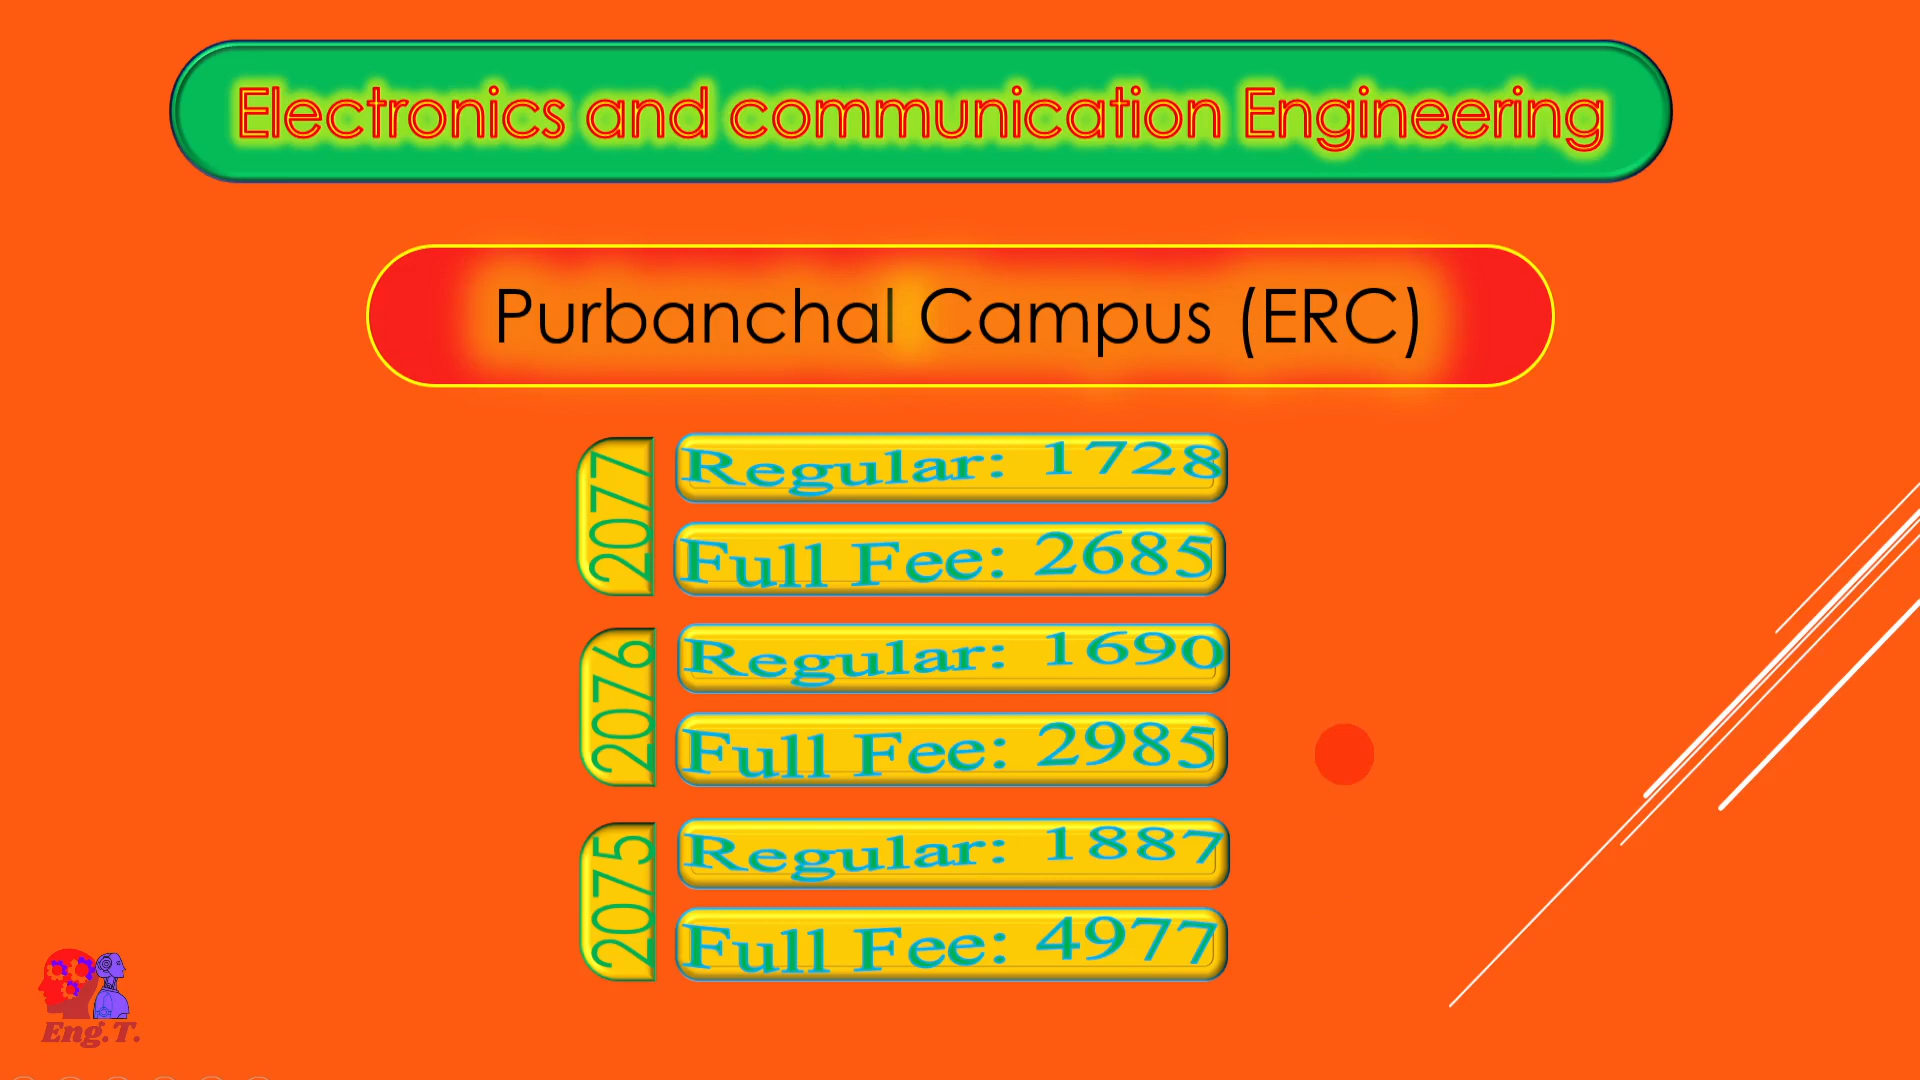 Electronics and communication Engineering
Purbanchal Campus (ERC)
2077
Regular: 1728
Full Fee: 2685
2076
Regular: 1690
Full Fee: 2985
2075
Regular: 1887
Full Fee: 4977
Eng.T.